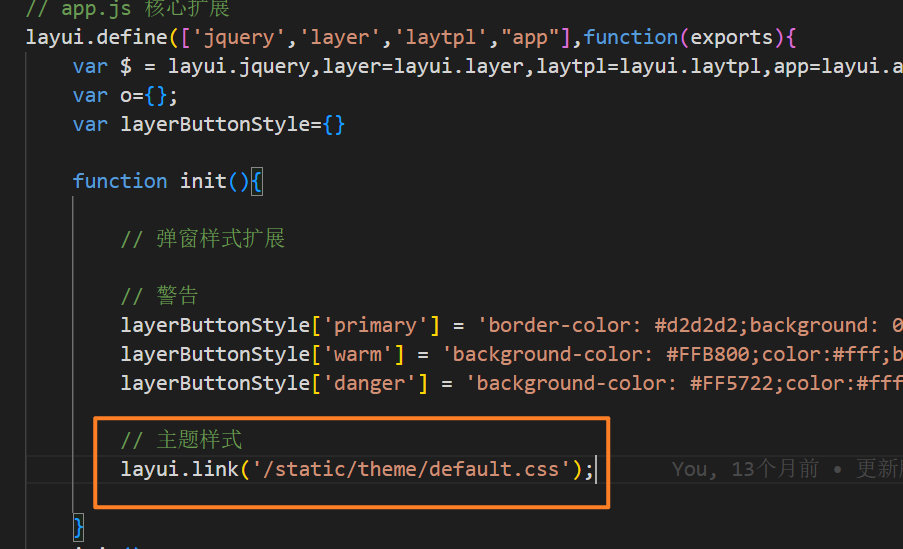 // app.js 核心扩展
layui.define(['jquery','layer','laytpl',"app"],function(exports){
var $ = layui.jquery,layer=layui.layer,laytpl=layui.laytpl,app=layui.a
var o={};
var layerButtonStyle={}
function init(){
// 弹窗样式扩展
// 警告
layerButtonStyle['primary'] = 'border-color: #d2d2d2;background: 0
layerButtonStyle['warm'] = 'background-color: #FFB800;color:#fff;b
layerButtonStyle['danger'] = 'background-color: #FF5722;color:#fff
// 主题样式
layui.link('/static/theme/default.css'); You, 13个月前 • 更新
}